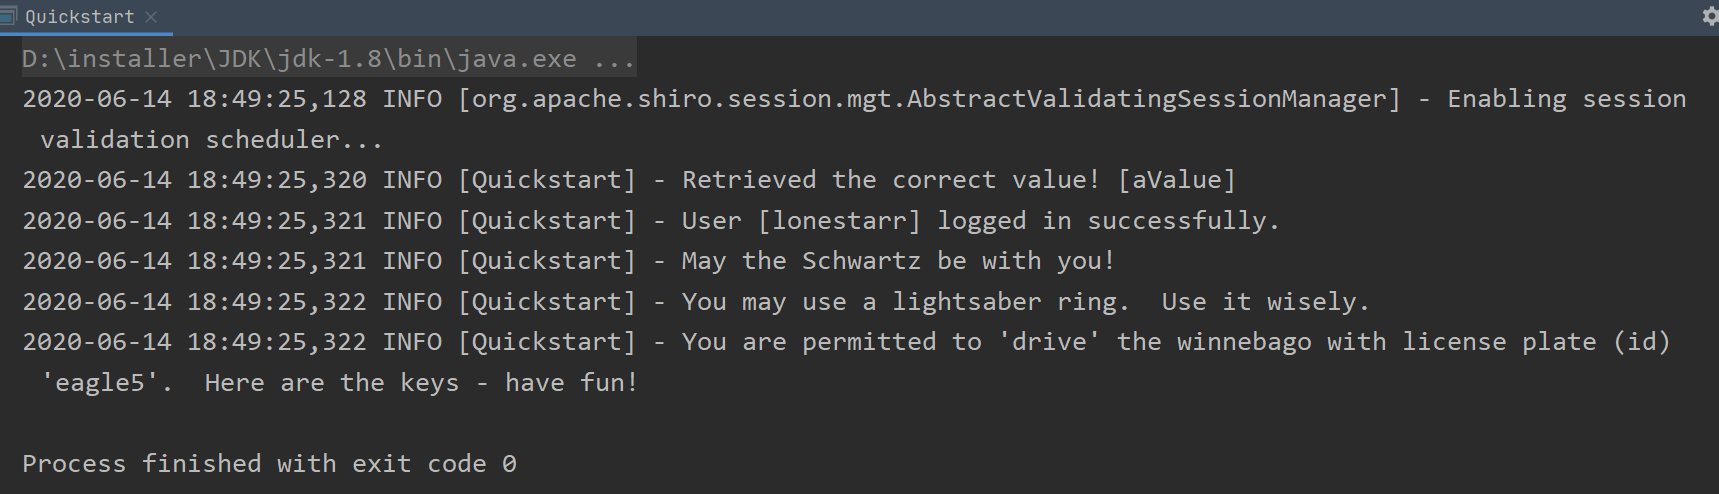 Quickstart
D:\installer\JDK\jdk-1.8\bin\java.exe ...
2020-06-14 18:49:25,128 INFO [org.apache.shiro.session.mgt.AbstractValidatingSessionManager] - Enabling session
validation scheduler...
2020-06-14 18:49:25,320 INFO [Quickstart] - Retrieved the correct value! [aValue]
2020-06-14 18:49:25,321 INFO [Quickstart] - User [lonestarr] logged in successfully.
2020-06-14 18:49:25,321 INFO [Quickstart] - May the Schwartz be with you!
2020-06-14 18:49:25,322 INFO [Quickstart] - You may use a lightsaber ring.  Use it wisely.
2020-06-14 18:49:25,322 INFO [Quickstart] - You are permitted to 'drive' the winnebago with license plate (id)
'eagle5'.  Here are the keys - have fun!
Process finished with exit code 0